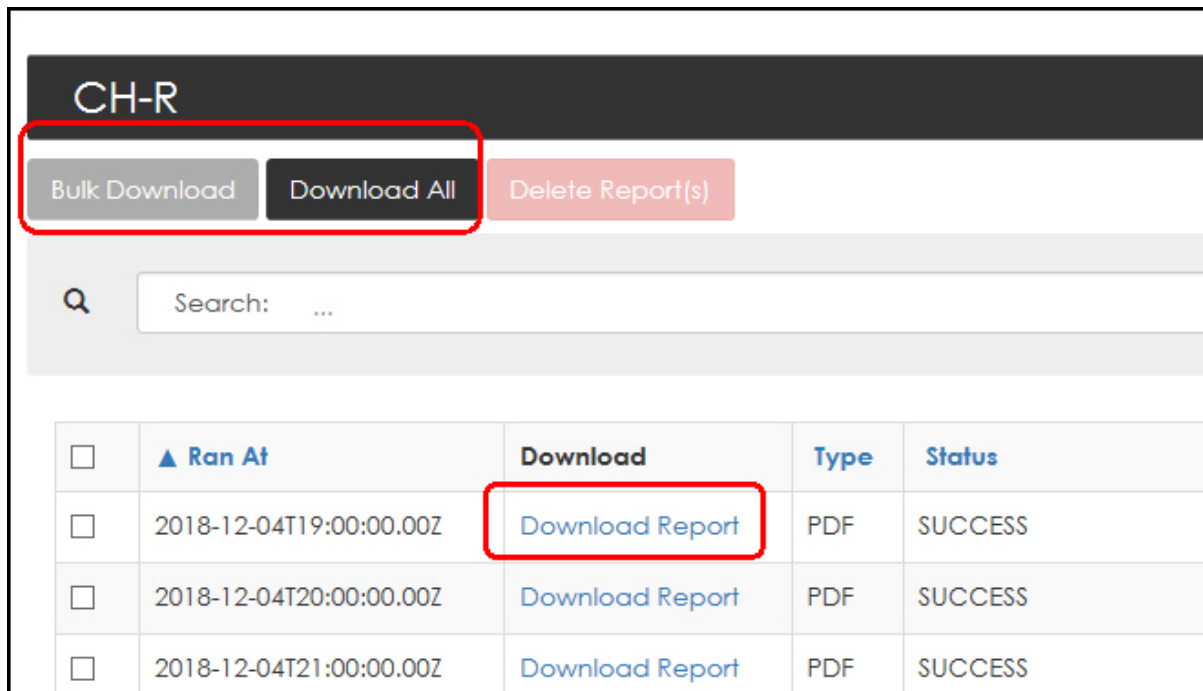 CH-R
Bulk Download Download All Delete Report(s)
Search: ...
▲ Ran At Download Type Status
2018-12-04T19:00:00.00Z Download Report PDF SUCCESS
2018-12-04T20:00:00.00Z Download Report PDF SUCCESS
2018-12-04T21:00:00.00Z Download Report PDF SUCCESS